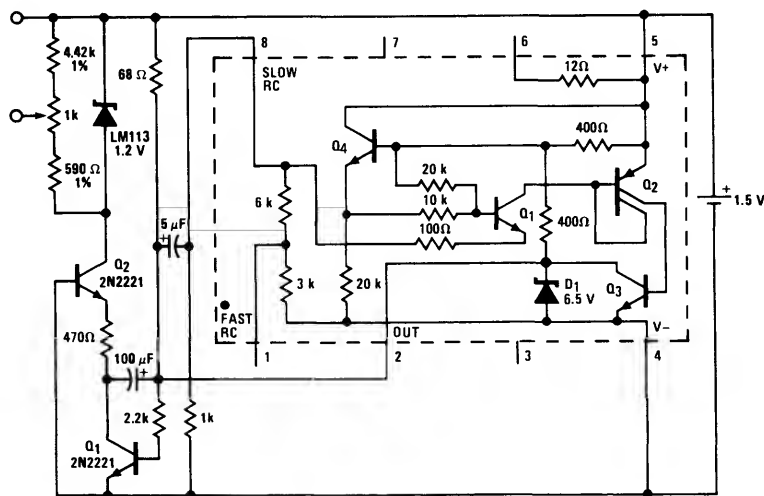 4.42k
1%
1k
590 Ω
1%
LM113
1.2 V
68 Ω
5 μF
+
Q2
2N2221
470Ω
100 μF
+
2.2k
1k
Q1
2N2221
8
7
6
5
SLOW
RC
12Ω
V+
Q4
400Ω
20 k
Q1
Q2
6 k
10 k
100Ω
400Ω
3 k
20 k
D1
6.5 V
Q3
FAST
RC
OUT
V−
1
2
3
4
+
1.5 V